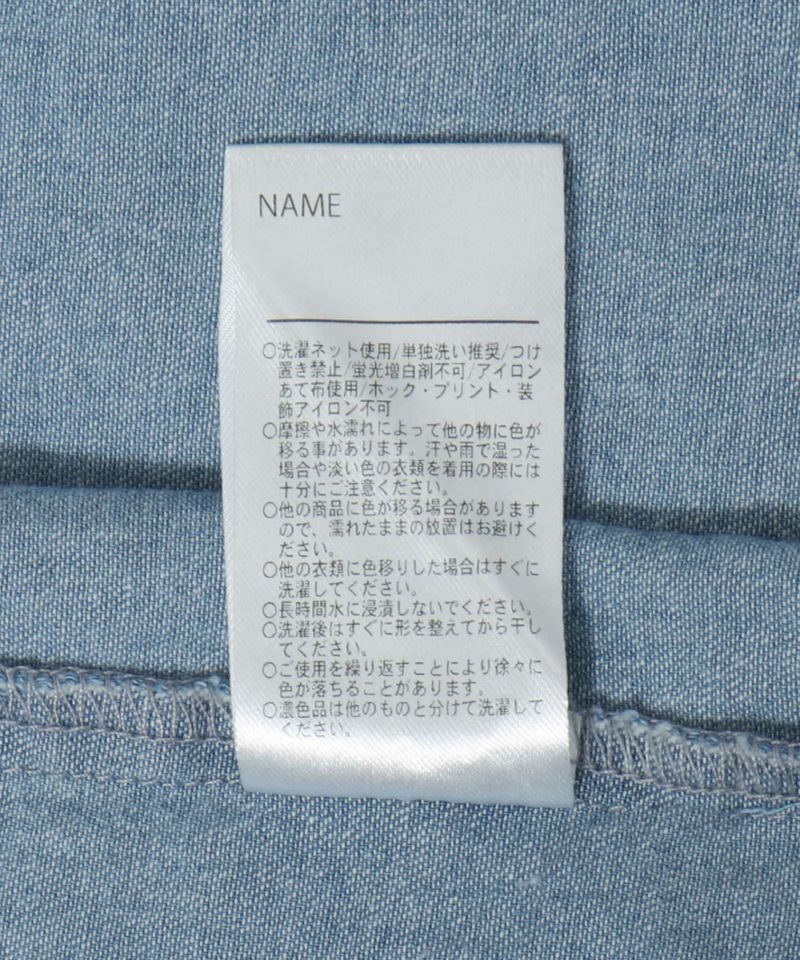 NAME
○洗濯ネット使用/単独洗い推奨/つけ
置き禁止/蛍光増白剤不可/アイロン
あて布使用/ホック・プリント・装
飾アイロン不可
○摩擦や水濡れによって他の物に色が
移る事があります。汗や雨で湿った
場合や淡い色の衣類を着用の際には
十分にご注意ください。
○他の商品に色が移る場合があります
ので、濡れたままの放置はお避けく
ださい。
○他の衣類に色移りした場合はすぐに
洗濯してください。
○長時間水に浸漬しないでください。
○洗濯後はすぐに形を整えてから干し
てください。
○ご使用を繰り返すことにより徐々に
色が落ちることがあります。
○濃色品は他のものと分けて洗濯して
ください。